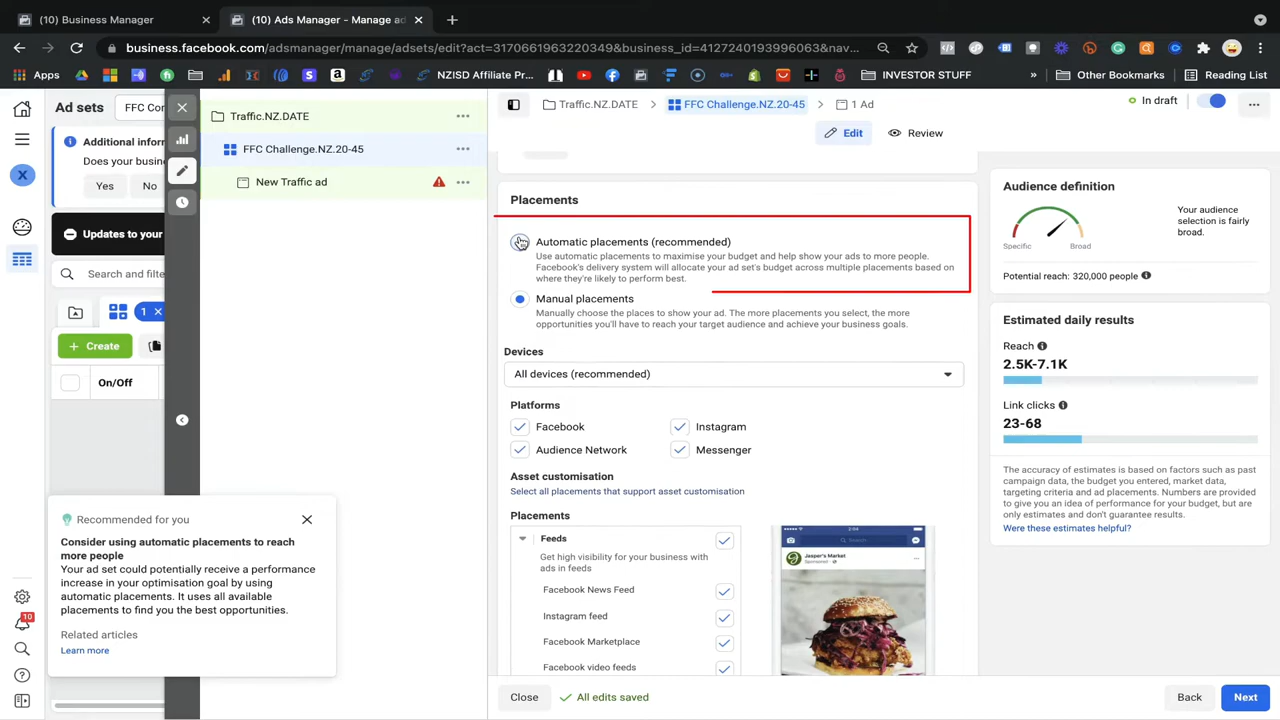 (10) Business Manager
(10) Ads Manager - Manage ad
business.facebook.com/adsmanager/manage/adsets/edit?act=3170661963220349&business_id=4127240193996063&nav...
Apps
NZISD Affiliate Pr...
INVESTOR STUFF
Other Bookmarks
Reading List
Ad sets
FFC Con
Additional inforr
Does your busine
Yes
No
Updates to your
Search and filte
1
Create
On/Off
Traffic.NZ.DATE
FFC Challenge.NZ.20-45
New Traffic ad
Traffic.NZ.DATE
FFC Challenge.NZ.20-45
1 Ad
In draft
Edit
Review
Placements
Automatic placements (recommended)
Use automatic placements to maximise your budget and help show your ads to more people.
Facebook's delivery system will allocate your ad set's budget across multiple placements based on
where they're likely to perform best.
Manual placements
Manually choose the places to show your ad. The more placements you select, the more
opportunities you'll have to reach your target audience and achieve your business goals.
Devices
All devices (recommended)
Platforms
Facebook
Instagram
Audience Network
Messenger
Asset customisation
Select all placements that support asset customisation
Placements
Feeds
Get high visibility for your business with
ads in feeds
Facebook News Feed
Instagram feed
Facebook Marketplace
Facebook video feeds
Search
Jasper's Market
Sponsored
Close
All edits saved
Back
Next
Audience definition
Specific
Broad
Your audience
selection is fairly
broad.
Potential reach: 320,000 people
Estimated daily results
Reach
2.5K-7.1K
Link clicks
23-68
The accuracy of estimates is based on factors such as past
campaign data, the budget you entered, market data,
targeting criteria and ad placements. Numbers are provided
to give you an idea of performance for your budget, but are
only estimates and don't guarantee results.
Were these estimates helpful?
Recommended for you
Consider using automatic placements to reach
more people
Your ad set could potentially receive a performance
increase in your optimisation goal by using
automatic placements. It uses all available
placements to find you the best opportunities.
Related articles
Learn more
10